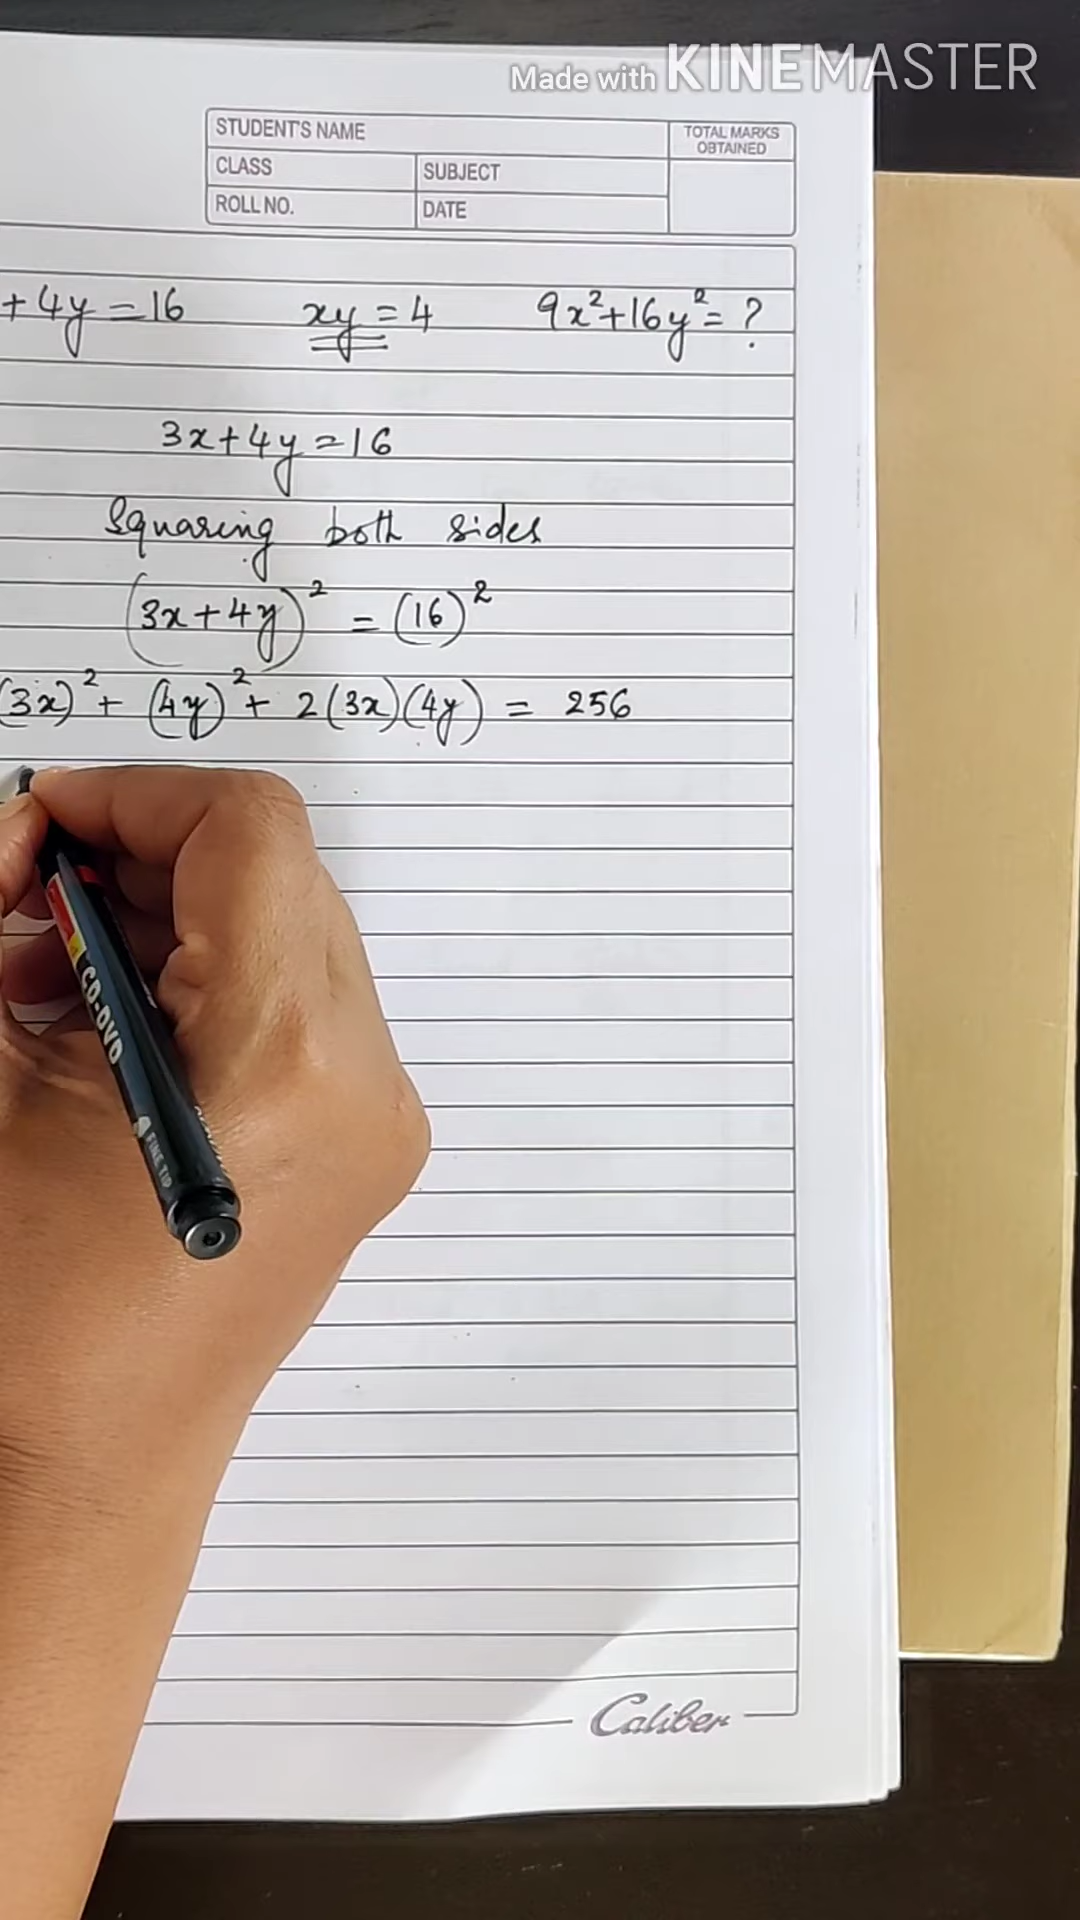 Made with KINEMASTER
STUDENT'S NAME
TOTAL MARKS OBTAINED
CLASS
SUBJECT
ROLL NO.
DATE
+ 4y = 16 xy = 4 9x² + 16y² = ?
3x + 4y = 16
Squaring both sides
(3x + 4y)² = (16)²
(3x)² + (4y)² + 2(3x)(4y) = 256
CD-DVD
FINE TIP
Caliber